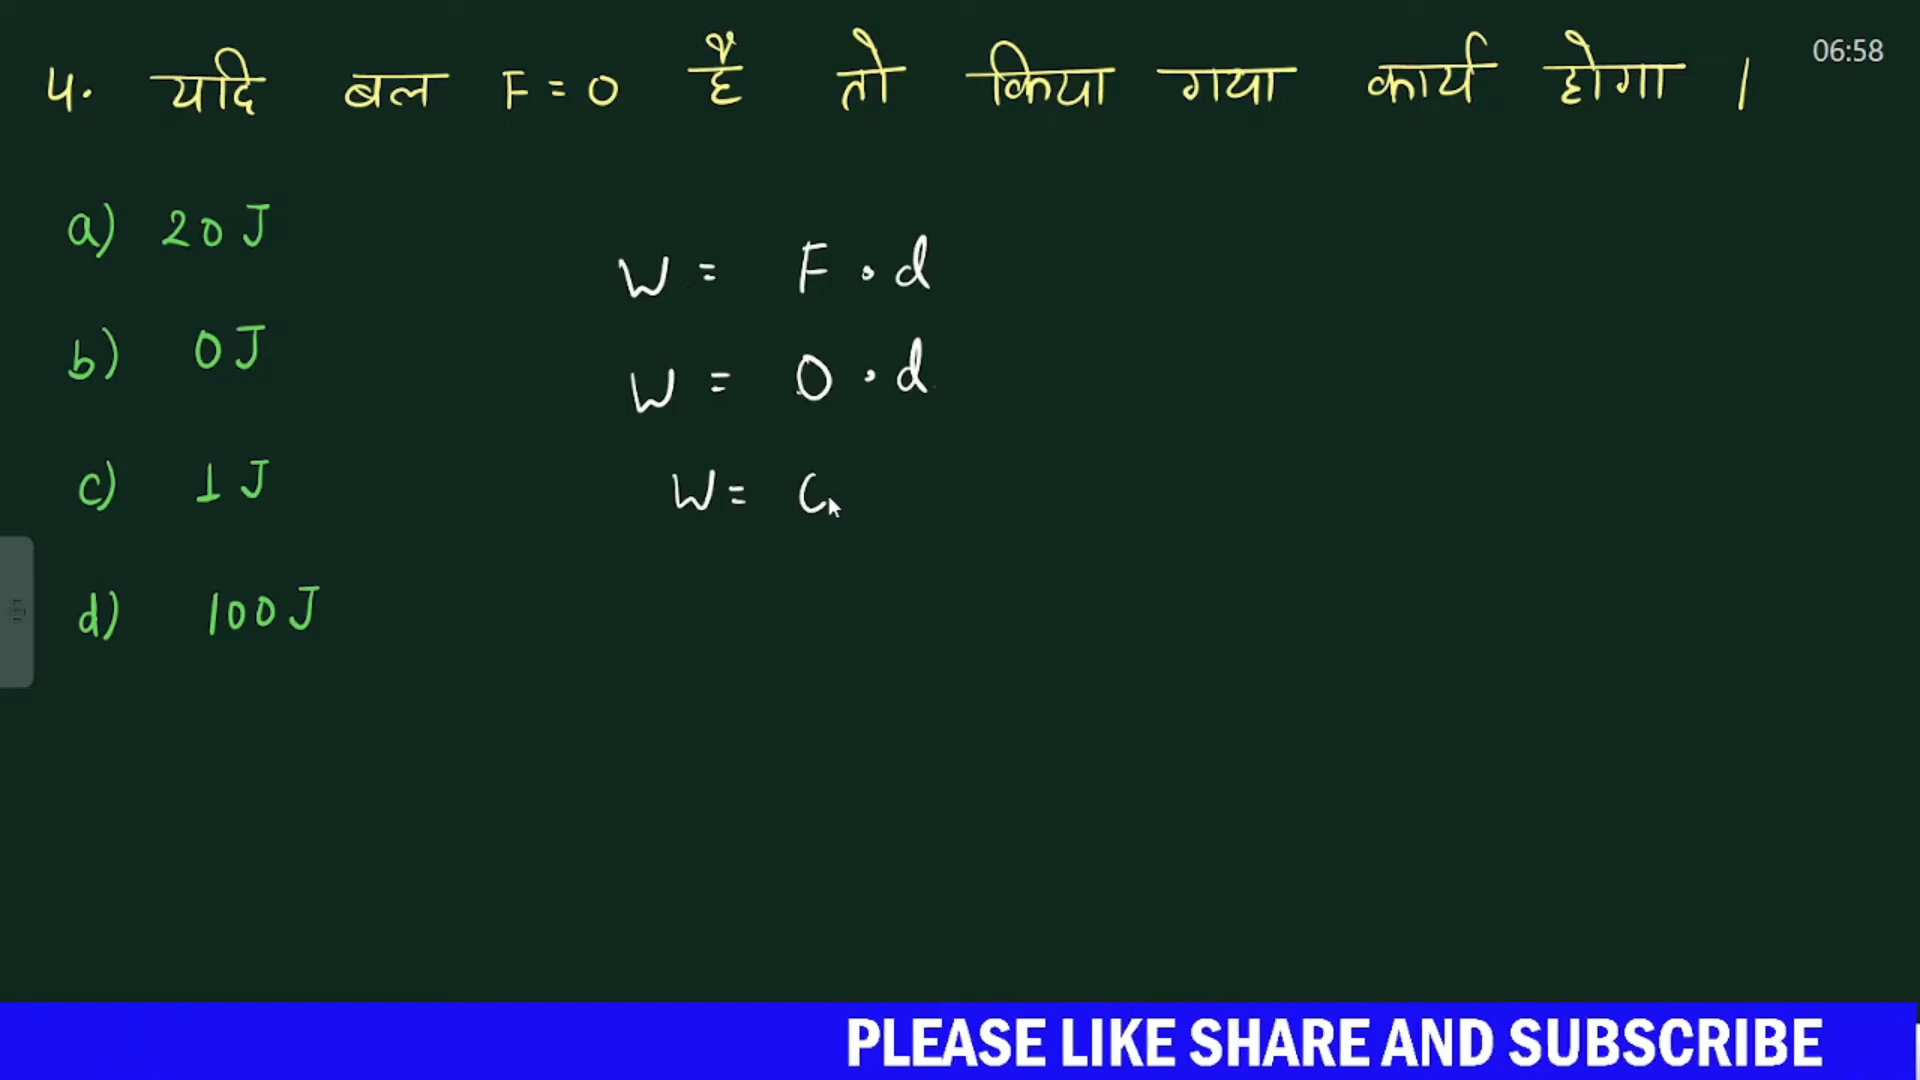 4. यदि बल F = 0 है तो किया गया कार्य होगा ।
06:58
a) 20 J
b) 0 J
c) 1 J
d) 100 J
W = F . d
W = 0 . d
W =
PLEASE LIKE SHARE AND SUBSCRIBE